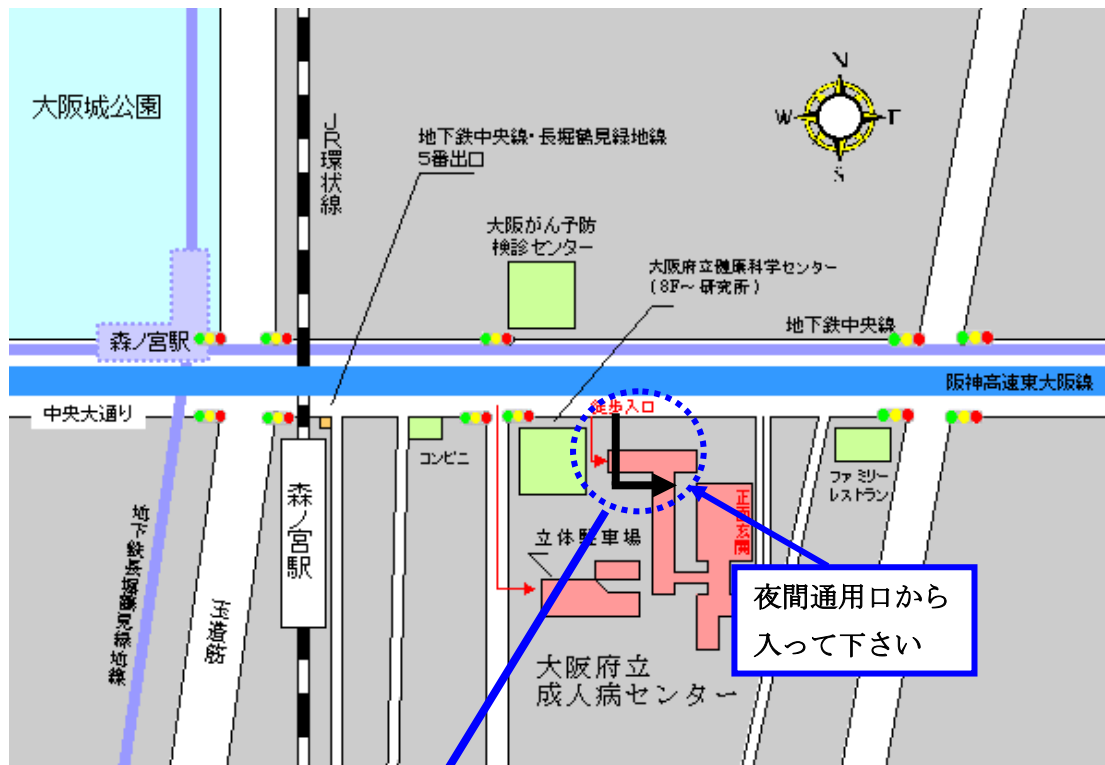 大阪城公園
JR環状線
地下鉄中央線・長堀鶴見緑地線
5番出口
N
W
E
S
大阪がん予防
検診センター
大阪府立健康科学センター
(8F～研究所)
森ノ宮駅
地下鉄中央線
阪神高速東大阪線
中央大通り
徒歩入口
コンビニ
ファミリー
レストラン
森ノ宮駅
正面玄関
立体駐車場
夜間通用口から
入って下さい
玉造筋
地下鉄長堀鶴見緑地線
大阪府立
成人病センター